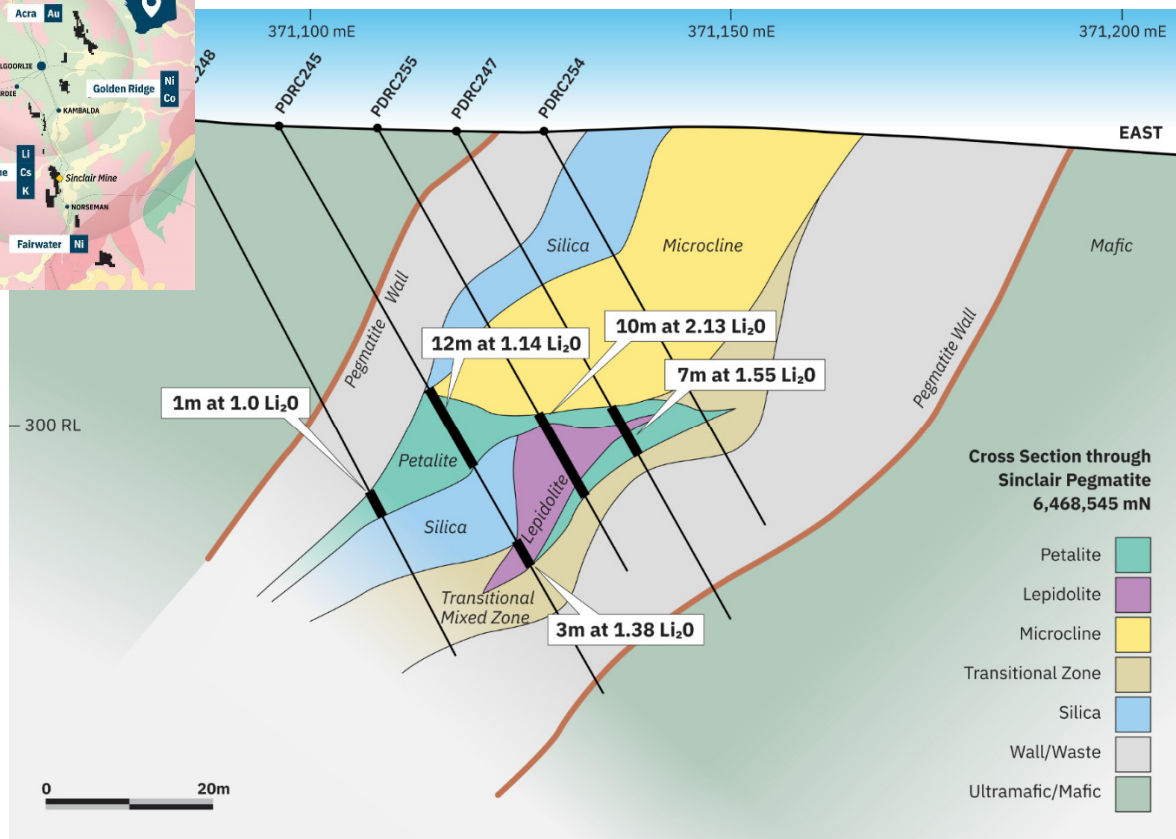 Acra Au
Golden Ridge
Ni
Co
KAMBALDA
Li
Cs
K
Sinclair Mine
NORSEMAN
Fairwater Ni
371,100 mE
371,150 mE
371,200 mE
PDRC245
PDRC255
PDRC247
PDRC254
EAST
Silica
Microcline
Mafic
Pegmatite Wall
Pegmatite Wall
12m at 1.14 Li₂0
10m at 2.13 Li₂0
7m at 1.55 Li₂0
1m at 1.0 Li₂0
300 RL
Petalite
Silica
Lepidolite
Transitional
Mixed Zone
3m at 1.38 Li₂0
Cross Section through
Sinclair Pegmatite
6,468,545 mN
Petalite
Lepidolite
Microcline
Transitional Zone
Silica
Wall/Waste
Ultramafic/Mafic
0
20m